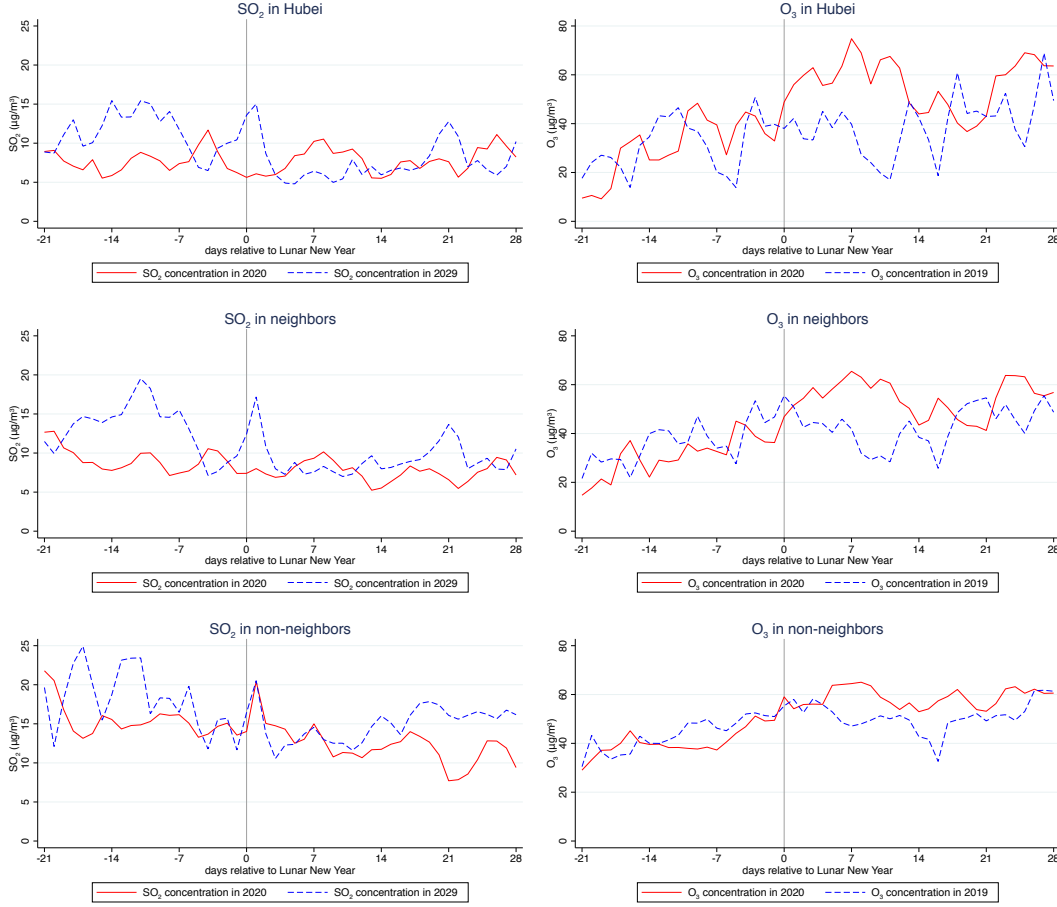 SO₂ in Hubei
SO₂ (µg/m³)
0 5 10 15 20 25
-21 -14 -7 0 7 14 21 28
days relative to Lunar New Year
SO₂ concentration in 2020 SO₂ concentration in 2029
O₃ in Hubei
O₃ (µg/m³)
0 20 40 60 80
-21 -14 -7 0 7 14 21 28
days relative to Lunar New Year
O₃ concentration in 2020 O₃ concentration in 2019
SO₂ in neighbors
SO₂ (µg/m³)
0 5 10 15 20 25
-21 -14 -7 0 7 14 21 28
days relative to Lunar New Year
SO₂ concentration in 2020 SO₂ concentration in 2029
O₃ in neighbors
O₃ (µg/m³)
0 20 40 60 80
-21 -14 -7 0 7 14 21 28
days relative to Lunar New Year
O₃ concentration in 2020 O₃ concentration in 2019
SO₂ in non-neighbors
SO₂ (µg/m³)
0 5 10 15 20 25
-21 -14 -7 0 7 14 21 28
days relative to Lunar New Year
SO₂ concentration in 2020 SO₂ concentration in 2029
O₃ in non-neighbors
O₃ (µg/m³)
0 20 40 60 80
-21 -14 -7 0 7 14 21 28
days relative to Lunar New Year
O₃ concentration in 2020 O₃ concentration in 2019